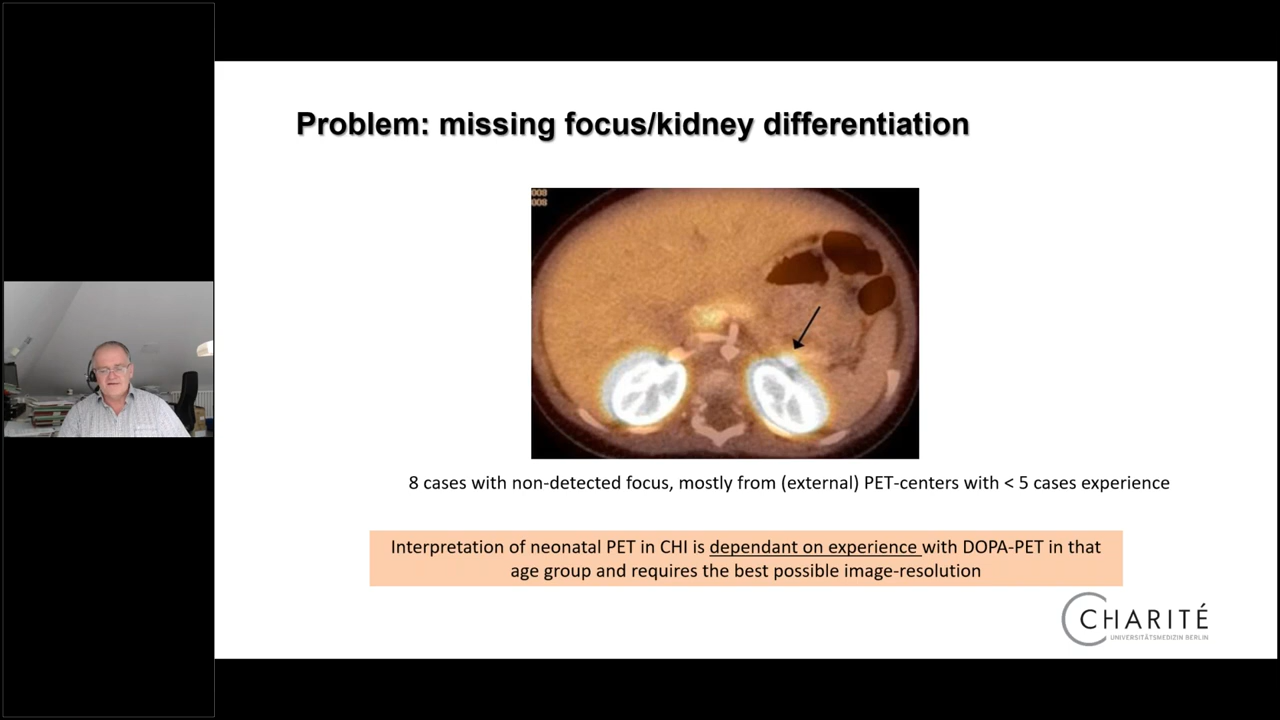 Problem: missing focus/kidney differentiation
008
008
8 cases with non-detected focus, mostly from (external) PET-centers with < 5 cases experience
Interpretation of neonatal PET in CHI is dependant on experience with DOPA-PET in that
age group and requires the best possible image-resolution
CHARITÉ
UNIVERSITÄTSMEDIZIN BERLIN